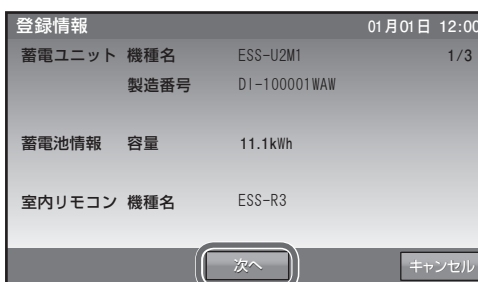 登録情報 01月01日 12:00
蓄電ユニット 機種名 ESS-U2M1 1/3
製造番号 DI-100001WAW
蓄電池情報 容量 11.1kWh
室内リモコン 機種名 ESS-R3
次へ キャンセル